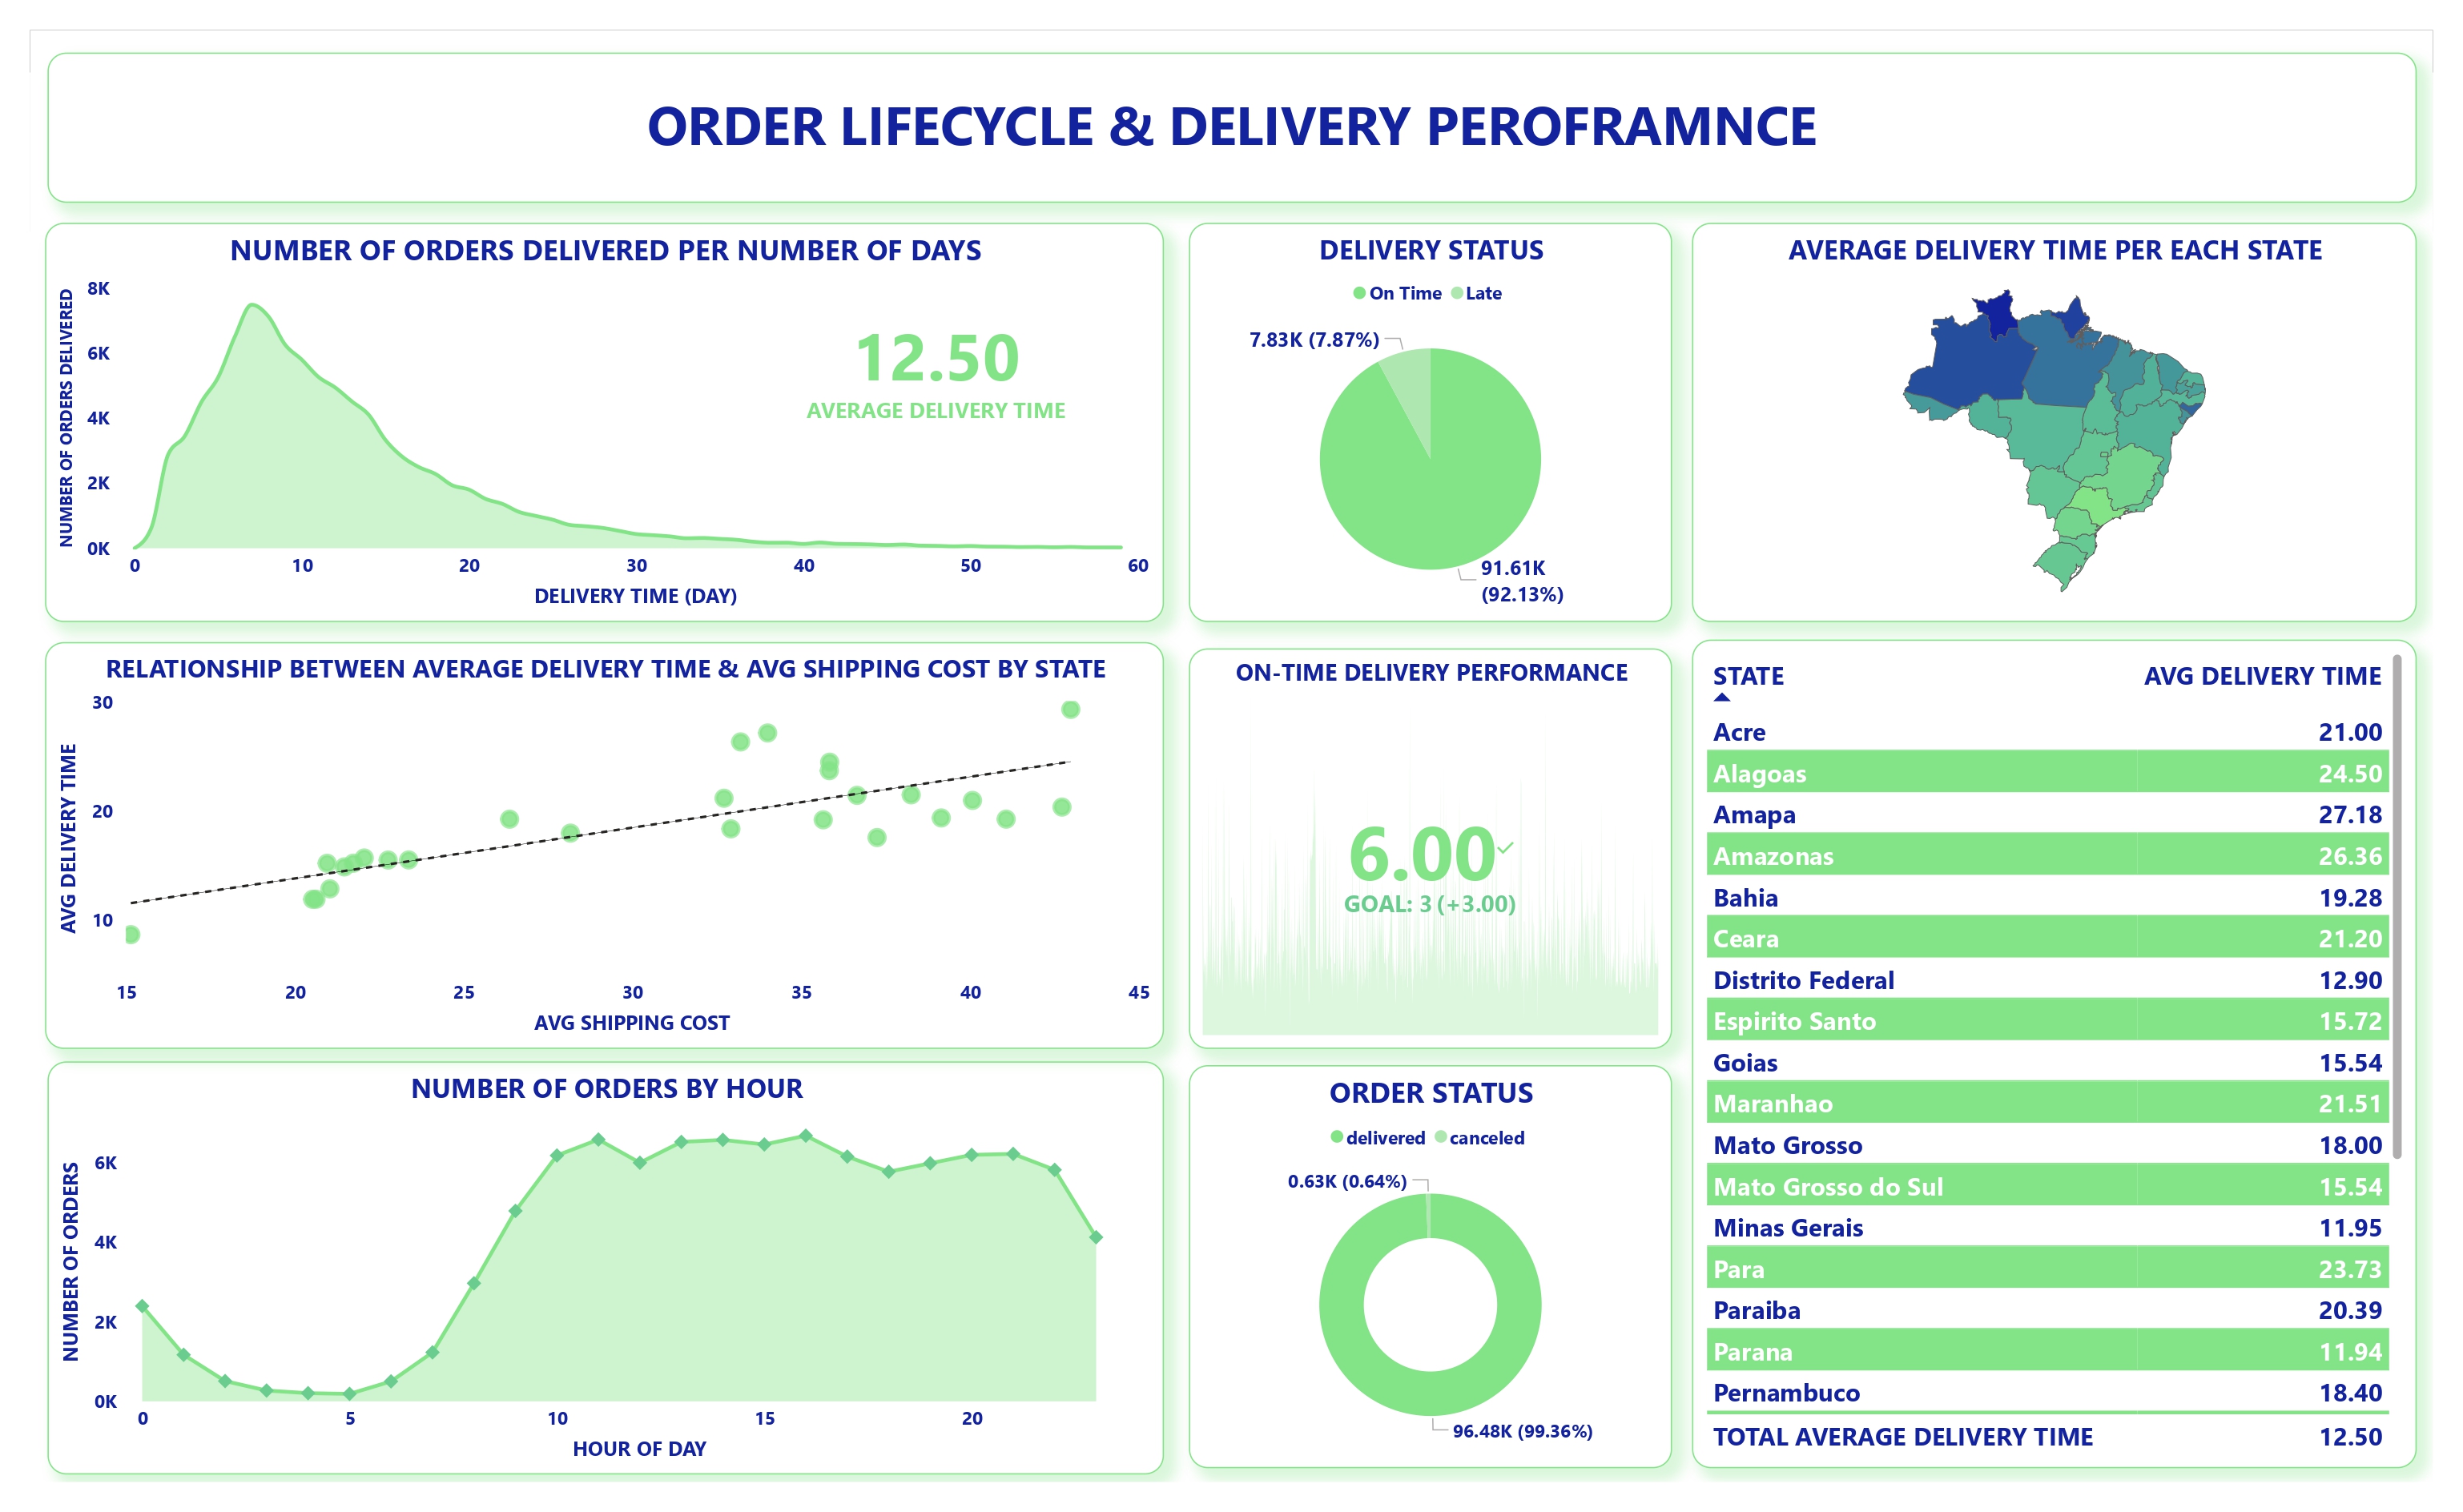 ORDER LIFECYCLE & DELIVERY PEROFRAMNCE
NUMBER OF ORDERS DELIVERED PER NUMBER OF DAYS
NUMBER OF ORDERS DELIVERED
8K
6K
4K
2K
0K
0 10 20 30 40 50 60
DELIVERY TIME (DAY)
12.50
AVERAGE DELIVERY TIME
DELIVERY STATUS
On Time Late
7.83K (7.87%)
91.61K
(92.13%)
AVERAGE DELIVERY TIME PER EACH STATE
RELATIONSHIP BETWEEN AVERAGE DELIVERY TIME & AVG SHIPPING COST BY STATE
AVG DELIVERY TIME
30
20
10
15 20 25 30 35 40 45
AVG SHIPPING COST
ON-TIME DELIVERY PERFORMANCE
6.00
GOAL: 3 (+3.00)
STATE AVG DELIVERY TIME
Acre 21.00
Alagoas 24.50
Amapa 27.18
Amazonas 26.36
Bahia 19.28
Ceara 21.20
Distrito Federal 12.90
Espirito Santo 15.72
Goias 15.54
Maranhao 21.51
Mato Grosso 18.00
Mato Grosso do Sul 15.54
Minas Gerais 11.95
Para 23.73
Paraiba 20.39
Parana 11.94
Pernambuco 18.40
TOTAL AVERAGE DELIVERY TIME 12.50
NUMBER OF ORDERS BY HOUR
NUMBER OF ORDERS
6K
4K
2K
0K
0 5 10 15 20
HOUR OF DAY
ORDER STATUS
delivered canceled
0.63K (0.64%)
96.48K (99.36%)